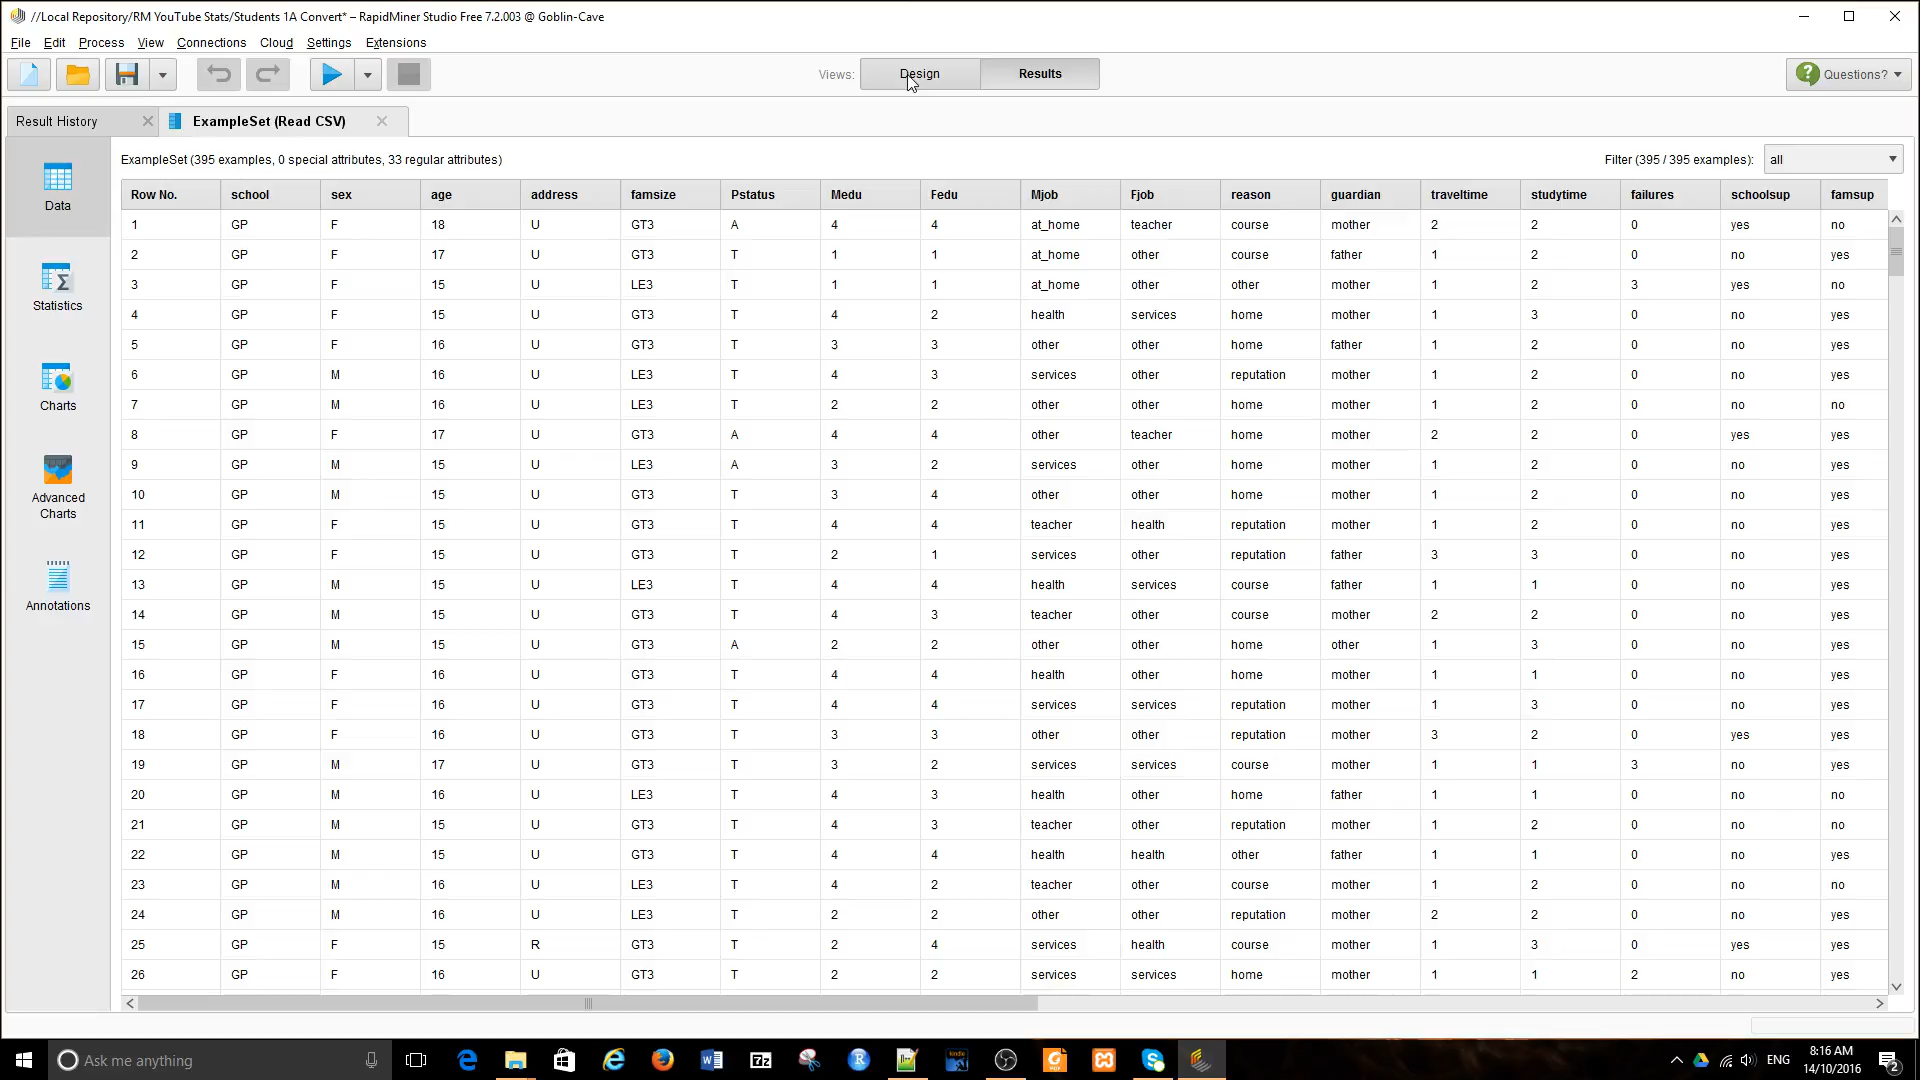 //Local Repository/RM YouTube Stats/Students 1A Convert* – RapidMiner Studio Free 7.2.003 @ Goblin-Cave
File Edit Process View Connections Cloud Settings Extensions
Views: Design Results Questions?
Result History ExampleSet (Read CSV)
ExampleSet (395 examples, 0 special attributes, 33 regular attributes) Filter (395 / 395 examples): all
Data
Statistics
Charts
Advanced
Charts
Annotations
Row No. school sex age address famsize Pstatus Medu Fedu Mjob Fjob reason guardian traveltime studytime failures schoolsup famsup
1 GP F 18 U GT3 A 4 4 at_home teacher course mother 2 2 0 yes no
2 GP F 17 U GT3 T 1 1 at_home other course father 1 2 0 no yes
3 GP F 15 U LE3 T 1 1 at_home other other mother 1 2 3 yes no
4 GP F 15 U GT3 T 4 2 health services home mother 1 3 0 no yes
5 GP F 16 U GT3 T 3 3 other other home father 1 2 0 no yes
6 GP M 16 U LE3 T 4 3 services other reputation mother 1 2 0 no yes
7 GP M 16 U LE3 T 2 2 other other home mother 1 2 0 no no
8 GP F 17 U GT3 A 4 4 other teacher home mother 2 2 0 yes yes
9 GP M 15 U LE3 A 3 2 services other home mother 1 2 0 no yes
10 GP M 15 U GT3 T 3 4 other other home mother 1 2 0 no yes
11 GP F 15 U GT3 T 4 4 teacher health reputation mother 1 2 0 no yes
12 GP F 15 U GT3 T 2 1 services other reputation father 3 3 0 no yes
13 GP M 15 U LE3 T 4 4 health services course father 1 1 0 no yes
14 GP M 15 U GT3 T 4 3 teacher other course mother 2 2 0 no yes
15 GP M 15 U GT3 A 2 2 other other home other 1 3 0 no yes
16 GP F 16 U GT3 T 4 4 health other home mother 1 1 0 no yes
17 GP F 16 U GT3 T 4 4 services services reputation mother 1 3 0 no yes
18 GP F 16 U GT3 T 3 3 other other reputation mother 3 2 0 yes yes
19 GP M 17 U GT3 T 3 2 services services course mother 1 1 3 no yes
20 GP M 16 U LE3 T 4 3 health other home father 1 1 0 no no
21 GP M 15 U GT3 T 4 3 teacher other reputation mother 1 2 0 no no
22 GP M 15 U GT3 T 4 4 health health other father 1 1 0 no yes
23 GP M 16 U LE3 T 4 2 teacher other course mother 1 2 0 no no
24 GP M 16 U LE3 T 2 2 other other reputation mother 2 2 0 no yes
25 GP F 15 R GT3 T 2 4 services health course mother 1 3 0 yes yes
26 GP F 16 U GT3 T 2 2 services services home mother 1 1 2 no yes
Ask me anything ENG 8:16 AM
14/10/2016 2